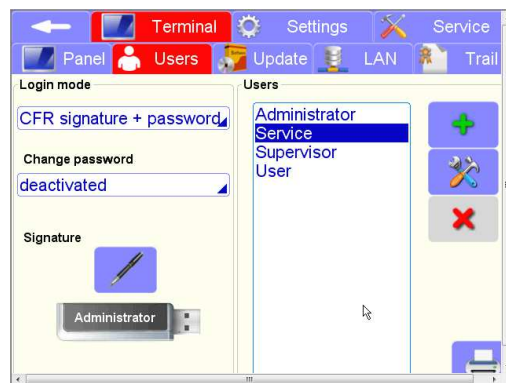 Terminal Settings Service
Panel Users Update LAN Trail
Login mode
CFR signature + password
Change password
deactivated
Signature
Administrator
Users
Administrator
Service
Supervisor
User